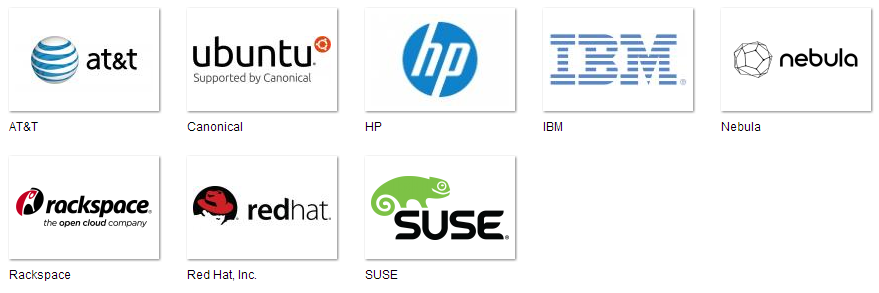 at&t
AT&T
ubuntu®
Supported by Canonical
Canonical
hp
HP
IBM®
IBM
nebula
Nebula
rackspace®
the open cloud company
Rackspace
redhat.
Red Hat, Inc.
SUSE®
SUSE